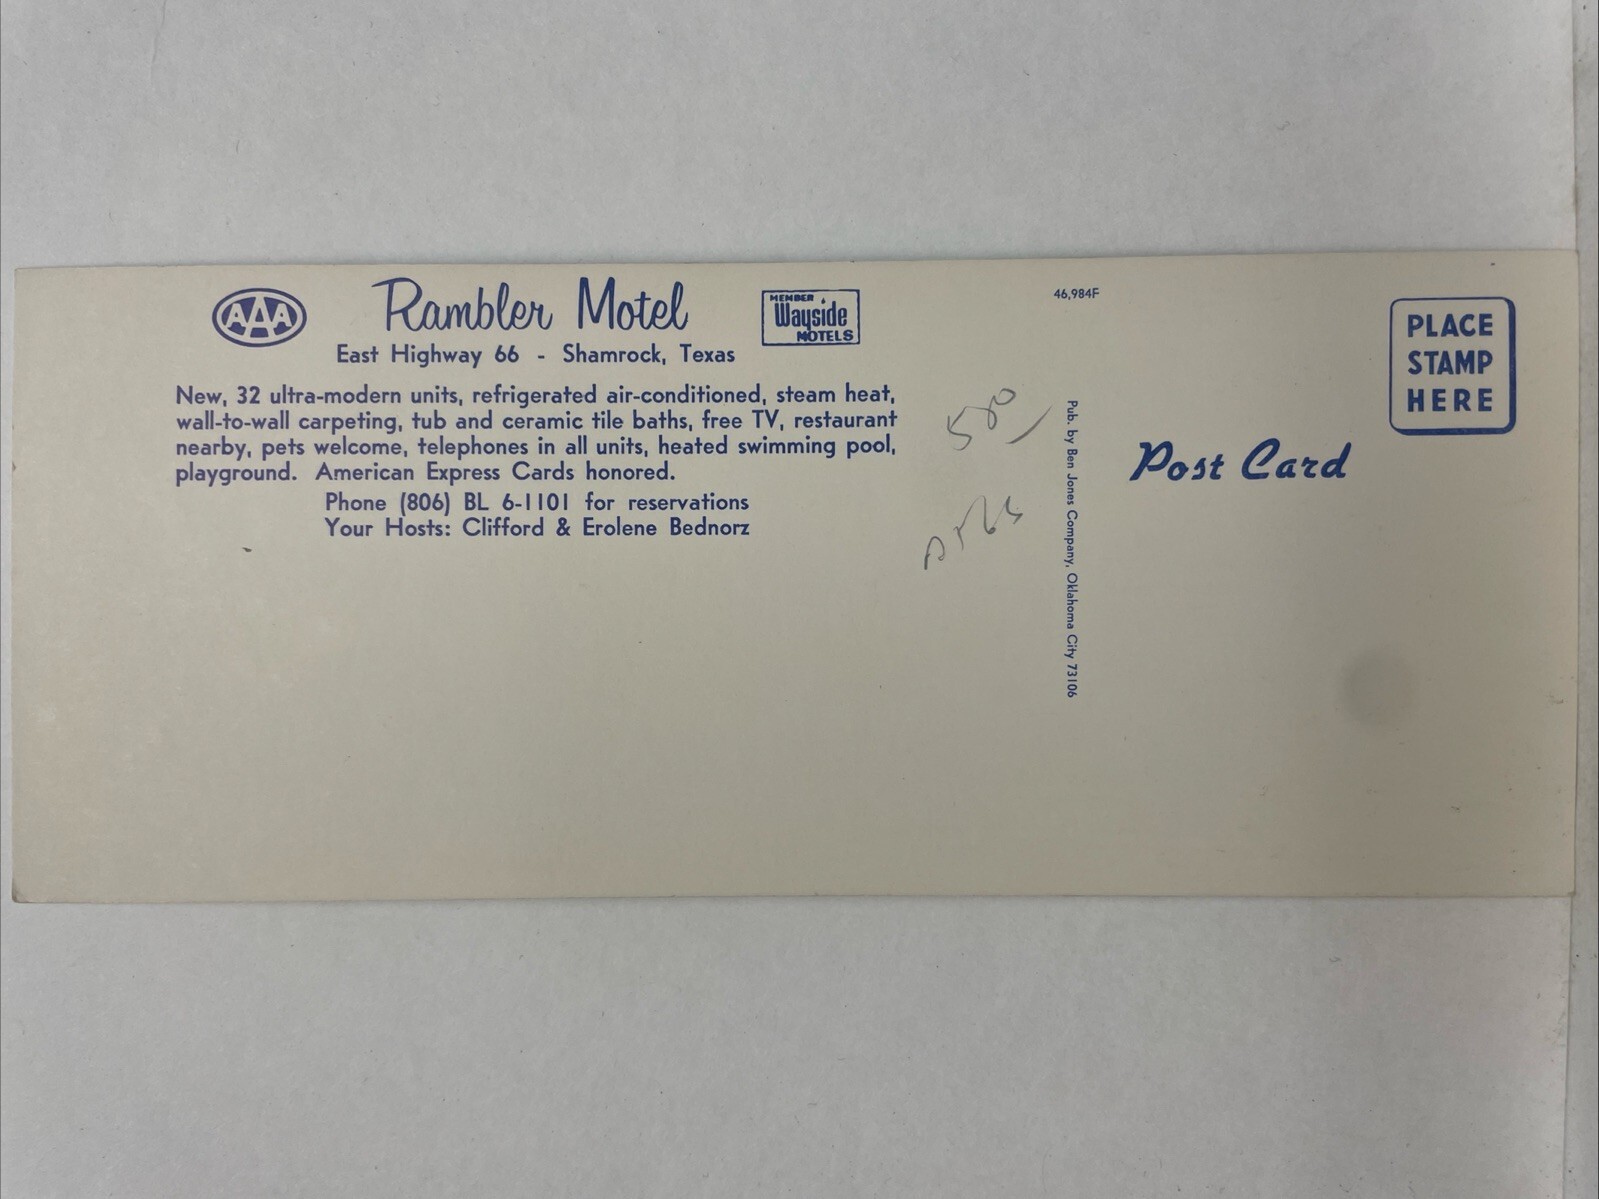 AAA
Rambler Motel
MEMBER
Wayside
MOTELS
East Highway 66 - Shamrock, Texas
New, 32 ultra-modern units, refrigerated air-conditioned, steam heat,
wall-to-wall carpeting, tub and ceramic tile baths, free TV, restaurant
nearby, pets welcome, telephones in all units, heated swimming pool,
playground. American Express Cards honored.
Phone (806) BL 6-1101 for reservations
Your Hosts: Clifford & Erolene Bednorz
46,984F
Pub. by Ben Jones Company, Oklahoma City 73106
Post Card
PLACE
STAMP
HERE